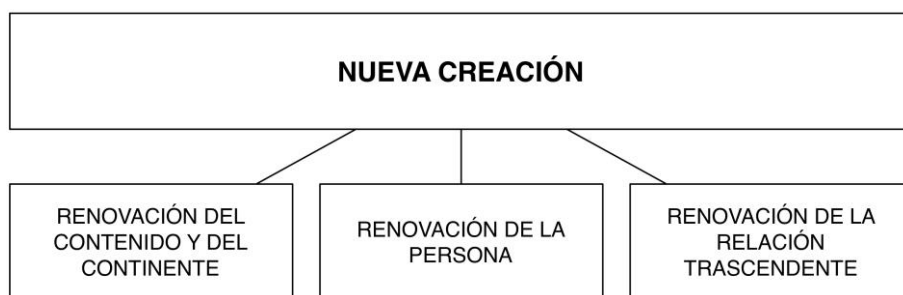 NUEVA CREACIÓN
RENOVACIÓN DEL
CONTENIDO Y DEL
CONTINENTE
RENOVACIÓN DE LA
PERSONA
RENOVACIÓN DE LA
RELACIÓN
TRASCENDENTE